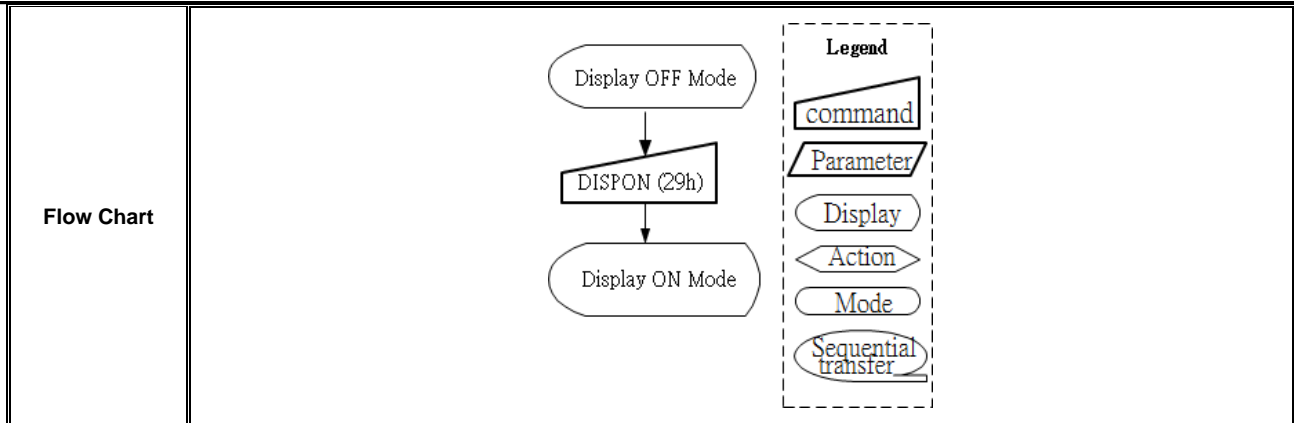 Flow Chart
Display OFF Mode
DISPON (29h)
Display ON Mode
Legend
command
Parameter
Display
Action
Mode
Sequential
transfer